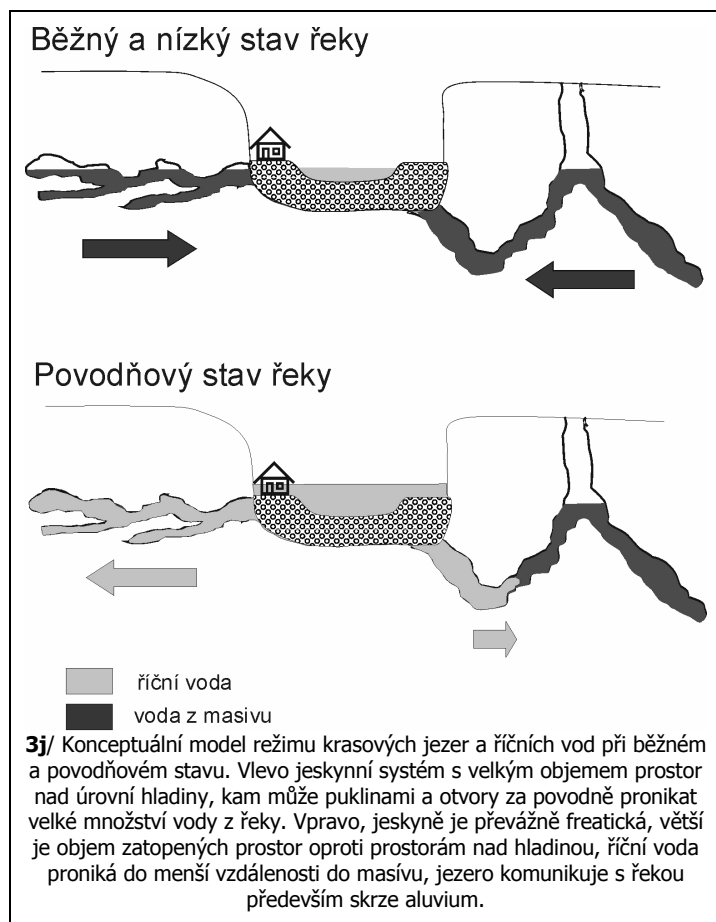 Běžný a nízký stav řeky
Povodňový stav řeky
říční voda
voda z masivu
3j/ Konceptuální model režimu krasových jezer a říčních vod při běžném
a povodňovém stavu. Vlevo jeskynní systém s velkým objemem prostor
nad úrovní hladiny, kam může puklinami a otvory za povodně pronikat
velké množství vody z řeky. Vpravo, jeskyně je převážně freatická, větší
je objem zatopených prostor oproti prostorám nad hladinou, říční voda
proniká do menší vzdálenosti do masívu, jezero komunikuje s řekou
především skrze aluvium.